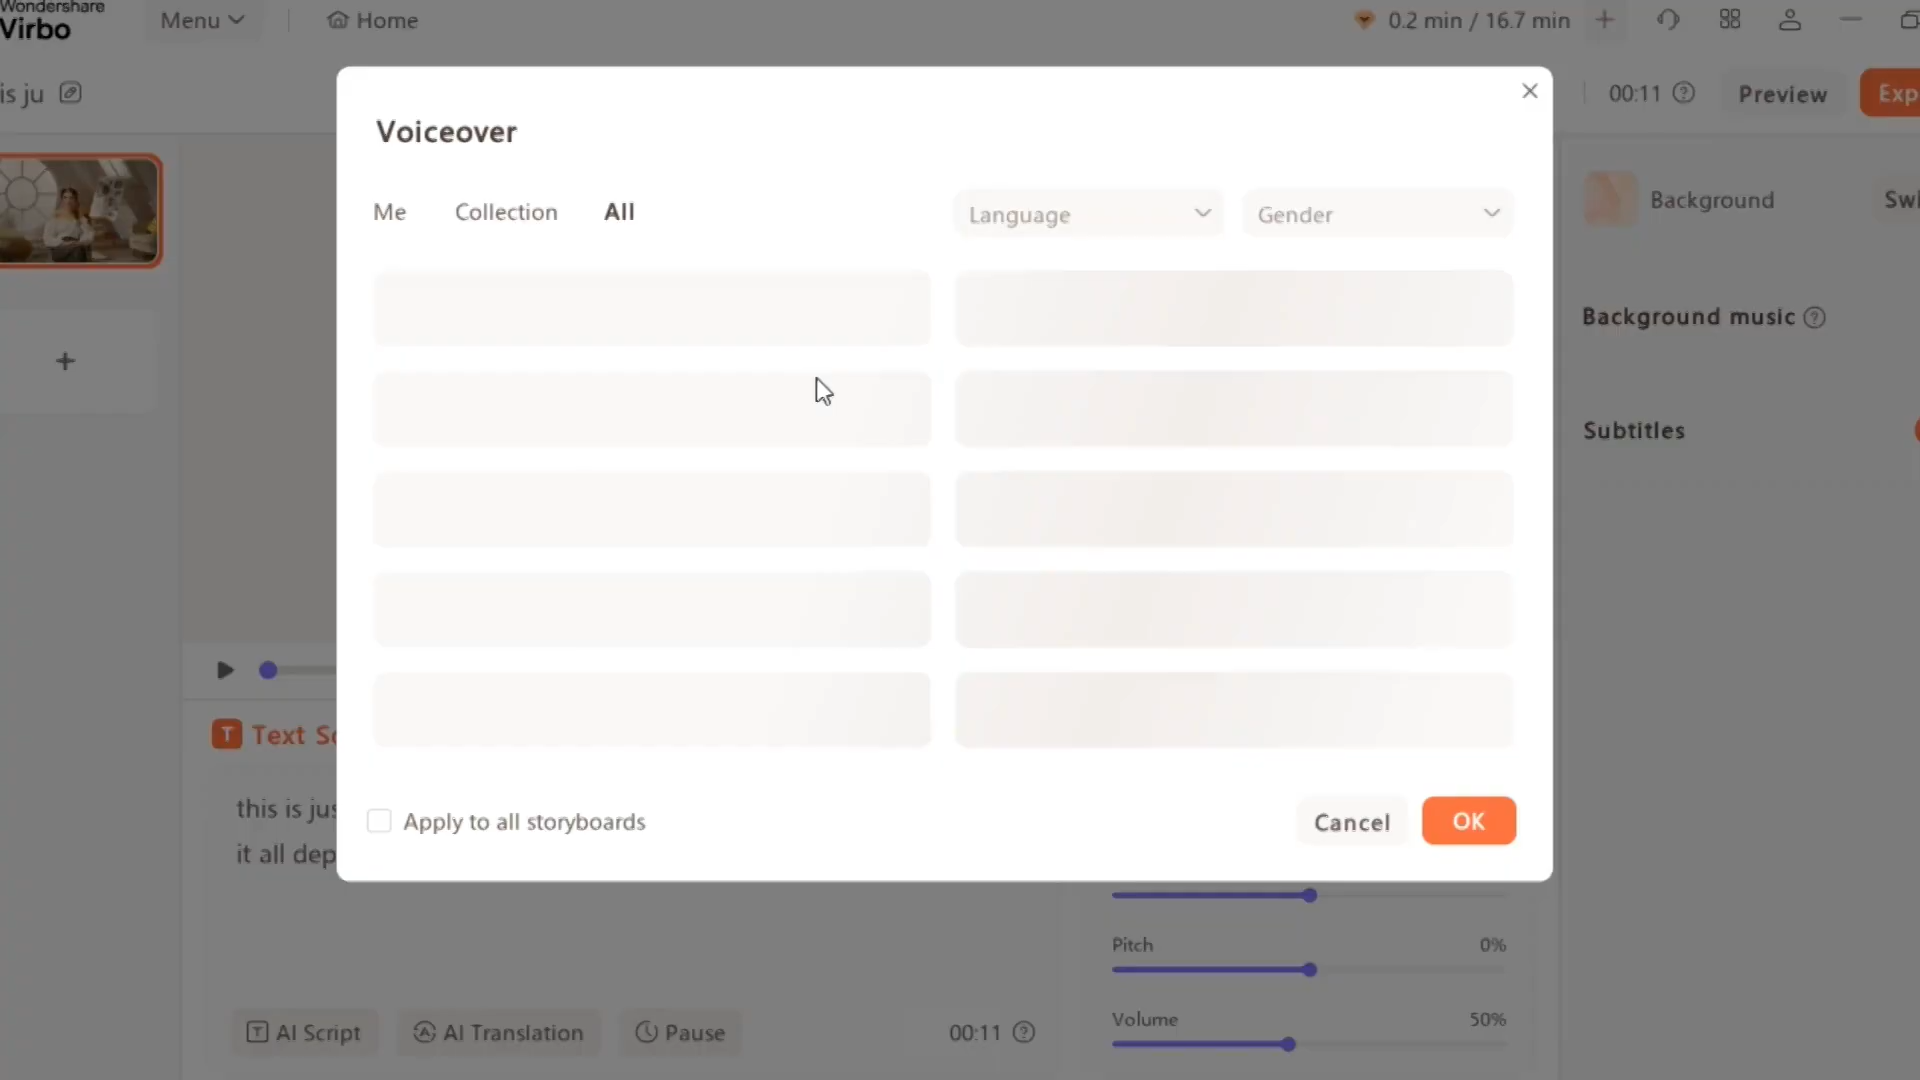 Wondershare
Virbo
Menu
Home
0.2 min / 16.7 min
is ju
00:11
Preview
Exp
Voiceover
Me
Collection
All
Language
Gender
Background
Background music
Subtitles
Text
this is jus
it all dep
Apply to all storyboards
Cancel
OK
Pitch
0%
AI Script
AI Translation
Pause
00:11
Volume
50%